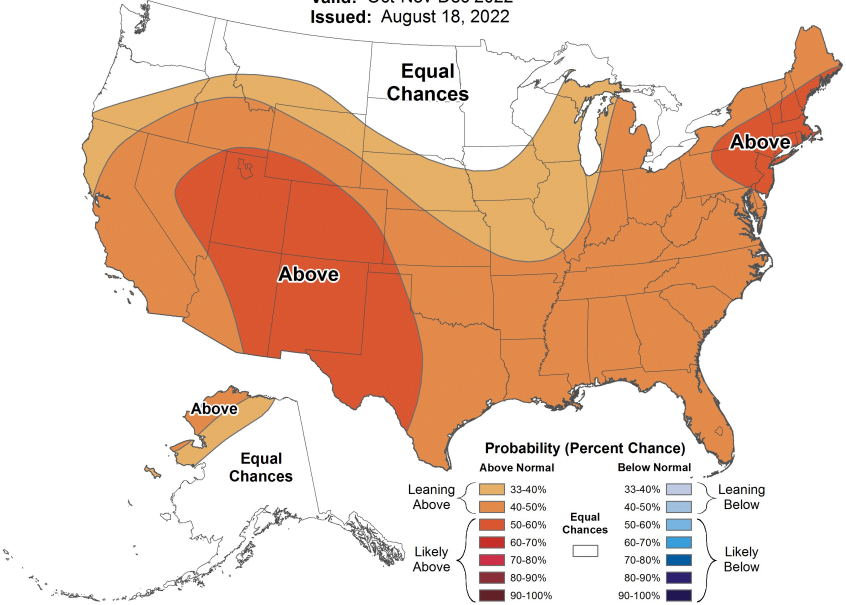 Issued: August 18, 2022
Equal
Chances
Above
Above
Above
Equal
Chances
Probability (Percent Chance)
Above Normal
Below Normal
Leaning
Above
33-40%
40-50%
Likely
Above
50-60%
60-70%
70-80%
80-90%
90-100%
Equal
Chances
33-40%
40-50%
Leaning
Below
50-60%
60-70%
70-80%
80-90%
90-100%
Likely
Below